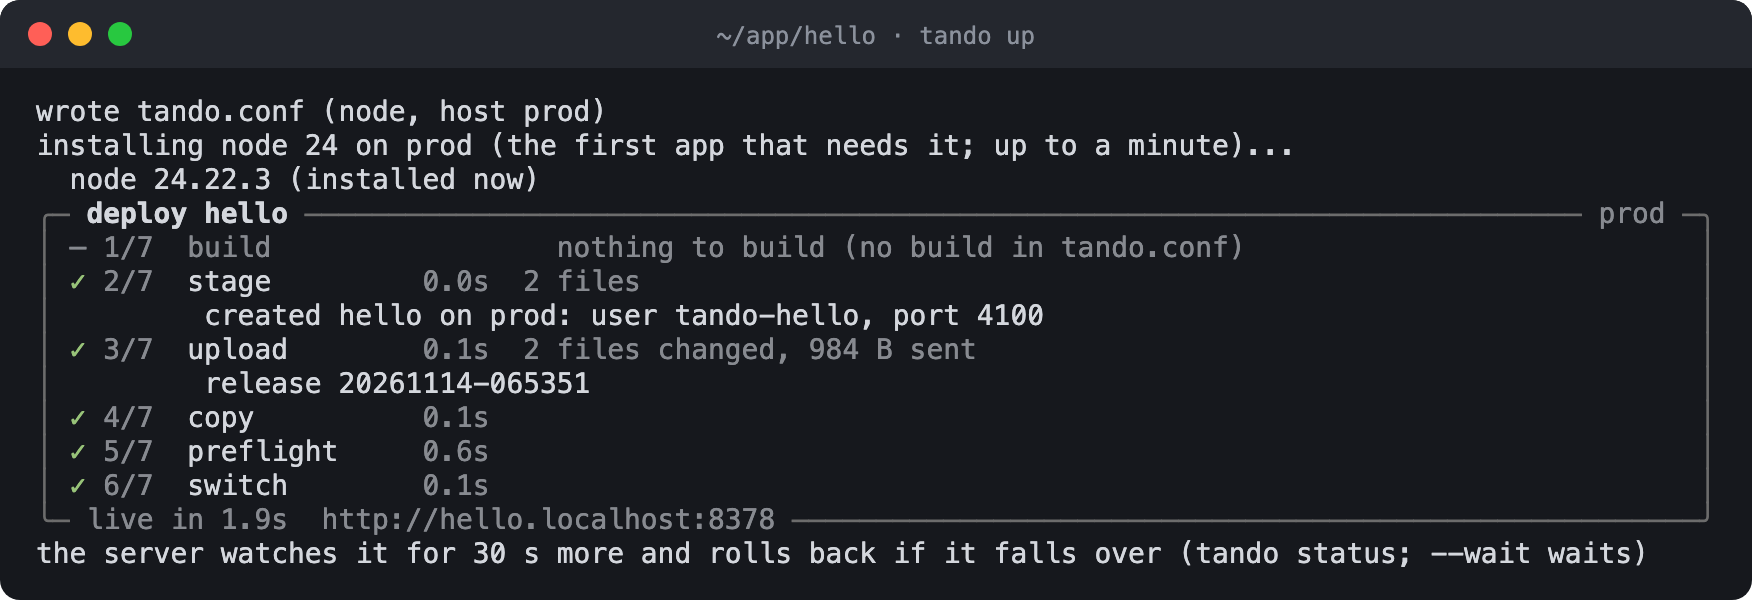 ~/app/hello · tando up
wrote tando.conf (node, host prod)
installing node 24 on prod (the first app that needs it; up to a minute)...
node 24.22.3 (installed now)
deploy hello prod
— 1/7 build nothing to build (no build in tando.conf)
✓ 2/7 stage 0.0s 2 files
created hello on prod: user tando-hello, port 4100
✓ 3/7 upload 0.1s 2 files changed, 984 B sent
release 20261114-065351
✓ 4/7 copy 0.1s
✓ 5/7 preflight 0.6s
✓ 6/7 switch 0.1s
live in 1.9s http://hello.localhost:8378
the server watches it for 30 s more and rolls back if it falls over (tando status; --wait waits)